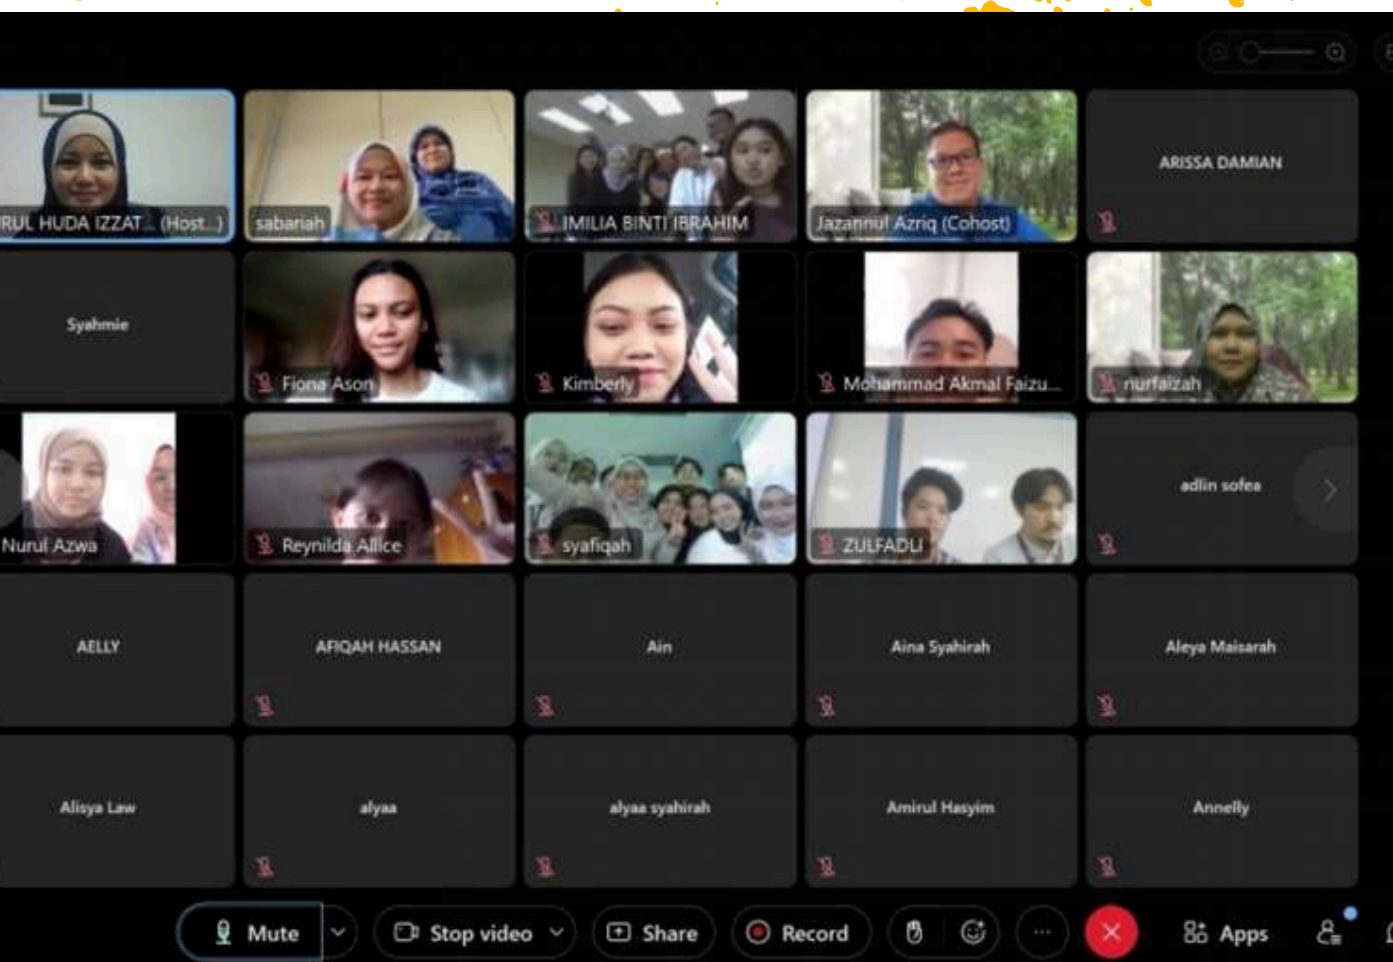 RUL HUDA IZZAT... (Host...)
sabariah
IMILIA BINTI IBRAHIM
Jazannul Azriq (Cohost)
ARISSA DAMIAN
Syahmie
Fiona Ason
Kimberly
Mohammad Akmal Faizu...
nurfaizah
Nurul Azwa
Reynilda Allice
syafiqah
ZULFADLI
adlin sofea
AELLY
AFIQAH HASSAN
Ain
Aina Syahirah
Aleya Maisarah
Alisya Law
alyaa
alyaa syahirah
Amirul Hasyim
Annelly
Mute
Stop video
Share
Record
Apps